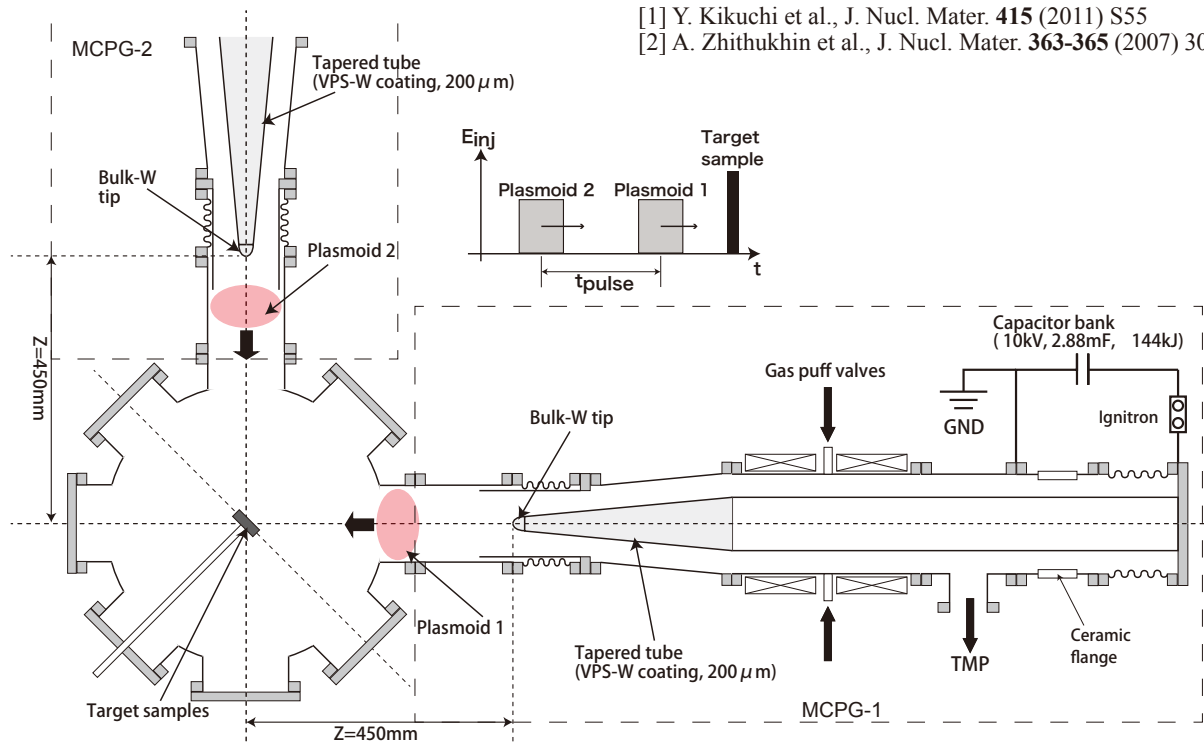 [1] Y. Kikuchi et al., J. Nucl. Mater. 415 (2011) S55
[2] A. Zhithukhin et al., J. Nucl. Mater. 363-365 (2007) 30
MCPG-2
Tapered tube
(VPS-W coating, 200 μ m)
Bulk-W
tip
Plasmoid 2
Z=450mm
Einj
Plasmoid 2
Plasmoid 1
Target
sample
t
tpulse
Capacitor bank
( 10kV, 2.88mF, 144kJ)
Gas puff valves
GND
Ignitron
Bulk-W tip
Plasmoid 1
Tapered tube
(VPS-W coating, 200 μ m)
TMP
Ceramic
flange
Target samples
Z=450mm
MCPG-1